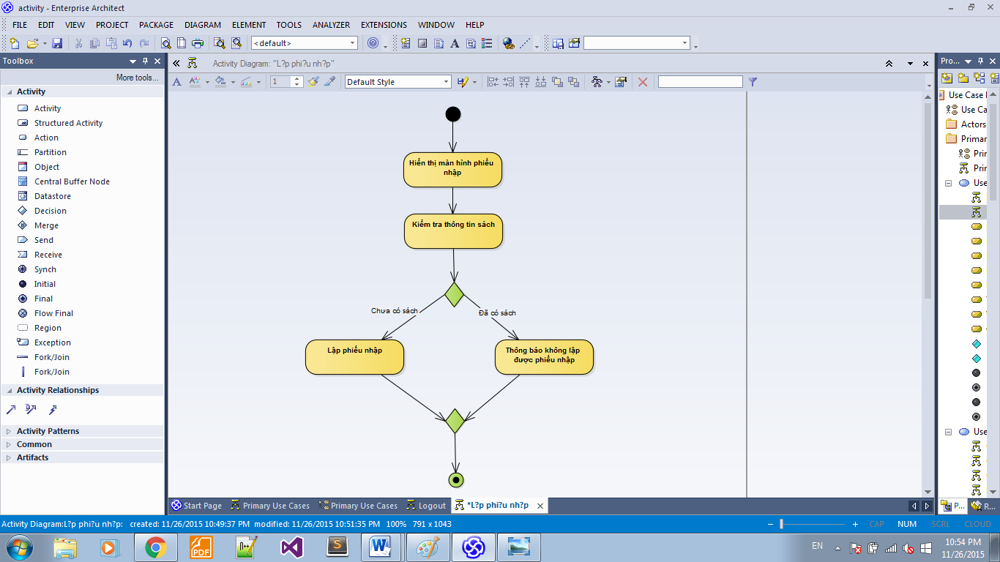 activity - Enterprise Architect
FILE EDIT VIEW PROJECT PACKAGE DIAGRAM ELEMENT TOOLS ANALYZER EXTENSIONS WINDOW HELP
<default>
Toolbox
More tools...
Activity
Activity
Structured Activity
Action
Partition
Object
Central Buffer Node
Datastore
Decision
Merge
Send
Receive
Synch
Initial
Final
Flow Final
Region
Exception
Fork/Join
Fork/Join
Activity Relationships
Activity Patterns
Common
Artifacts
Activity Diagram: "L?p phi?u nh?p"
1
Default Style
Hiển thị màn hình phiếu
nhập
Kiểm tra thông tin sách
Chưa có sách
Đã có sách
Lập phiếu nhập
Thông báo không lập
được phiếu nhập
Pro...
Use Case
Use Ca
Actors
Primar
Prir
Prir
Use
Use
Start Page Primary Use Cases Primary Use Cases Logout *L?p phi?u nh?p
P... R...
Activity Diagram:L?p phi?u nh?p: created: 11/26/2015 10:49:37 PM modified: 11/26/2015 10:51:35 PM 100% 791 x 1043
CAP NUM SCRL CLOUD
PDF
EN
10:54 PM
11/26/2015